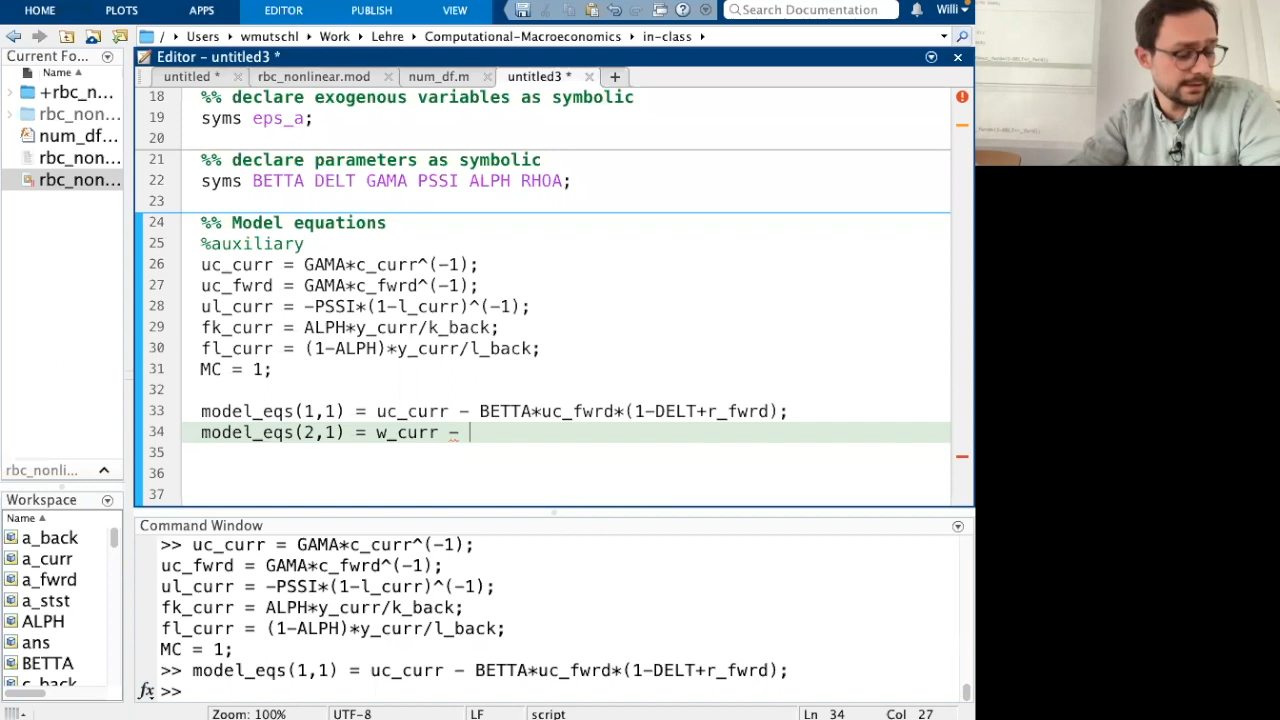 HOME PLOTS APPS EDITOR PUBLISH VIEW Search Documentation Willi
/ Users wmutschl Work Lehre Computational-Macroeconomics in-class
Current Fo...
Name
+rbc_n...
rbc_non...
num_df...
rbc_non...
rbc_non...
rbc_nonli...
Workspace
Name
a_back
a_curr
a_fwrd
a_stst
ALPH
ans
BETTA
c_back
Editor - untitled3 *
untitled * rbc_nonlinear.mod num_df.m untitled3 *
18 %% declare exogenous variables as symbolic
19 syms eps_a;
20
21 %% declare parameters as symbolic
22 syms BETTA DELT GAMA PSSI ALPH RHOA;
23
24 %% Model equations
25 %auxiliary
26 uc_curr = GAMA*c_curr^(-1);
27 uc_fwrd = GAMA*c_fwrd^(-1);
28 ul_curr = -PSSI*(1-l_curr)^(-1);
29 fk_curr = ALPH*y_curr/k_back;
30 fl_curr = (1-ALPH)*y_curr/l_back;
31 MC = 1;
32
33 model_eqs(1,1) = uc_curr - BETTA*uc_fwrd*(1-DELT+r_fwrd);
34 model_eqs(2,1) = w_curr -
35
36
37
Command Window
>> uc_curr = GAMA*c_curr^(-1);
uc_fwrd = GAMA*c_fwrd^(-1);
ul_curr = -PSSI*(1-l_curr)^(-1);
fk_curr = ALPH*y_curr/k_back;
fl_curr = (1-ALPH)*y_curr/l_back;
MC = 1;
>> model_eqs(1,1) = uc_curr - BETTA*uc_fwrd*(1-DELT+r_fwrd);
fx >>
Zoom: 100% UTF-8 LF script Ln 34 Col 27